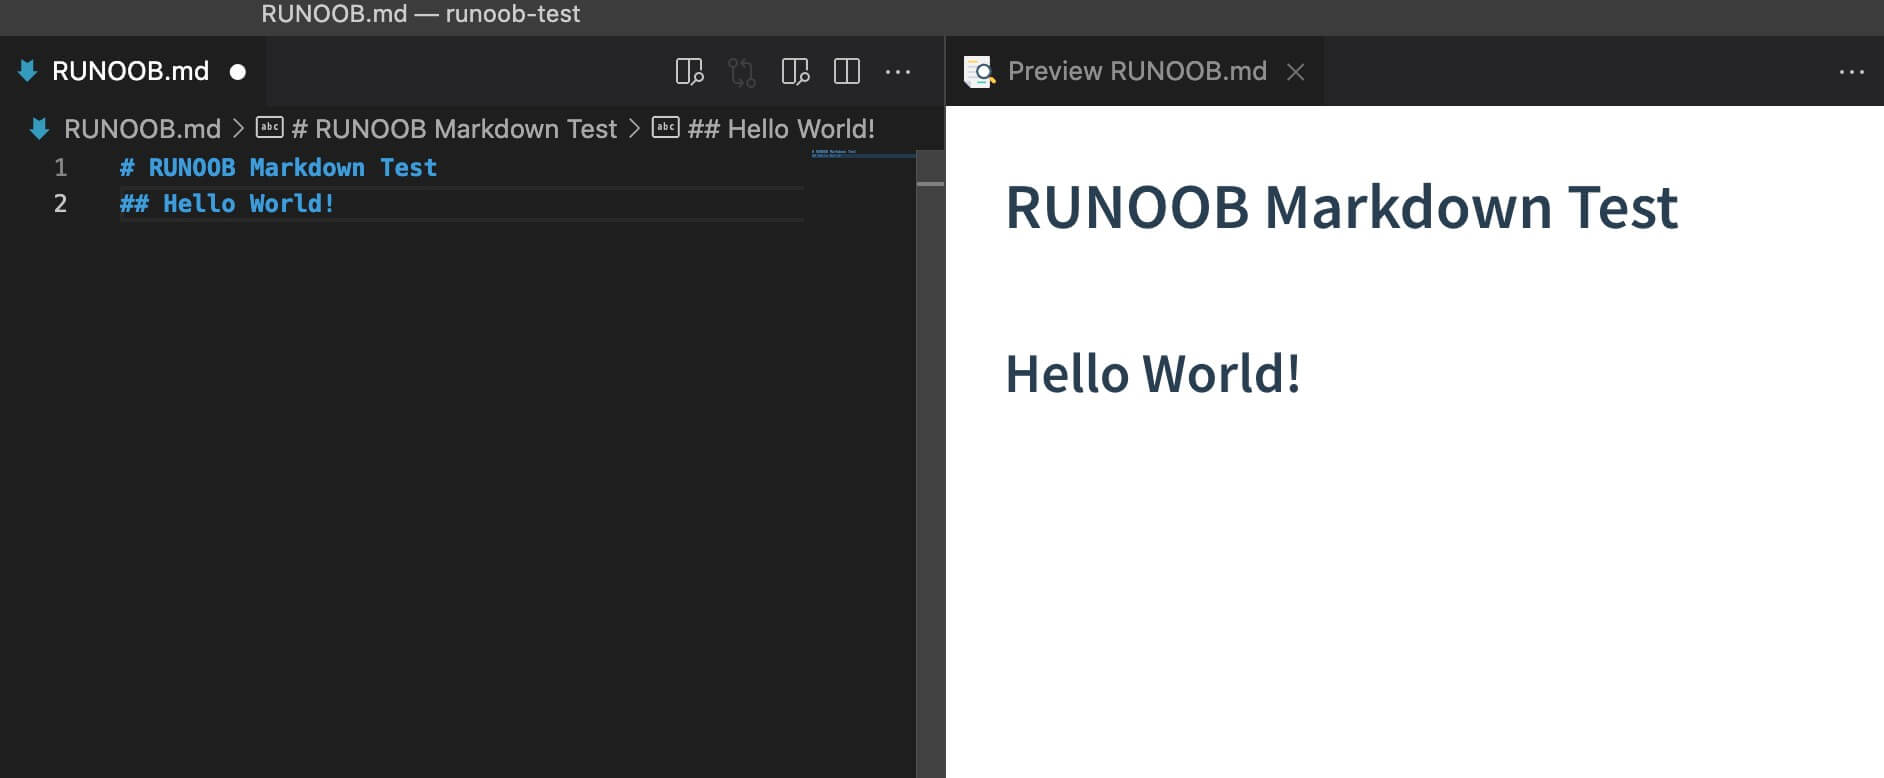 RUNOOB.md — runoob-test
RUNOOB.md
Preview RUNOOB.md
RUNOOB.md > abc # RUNOOB Markdown Test > abc ## Hello World!
1 # RUNOOB Markdown Test
2 ## Hello World!
RUNOOB Markdown Test
Hello World!